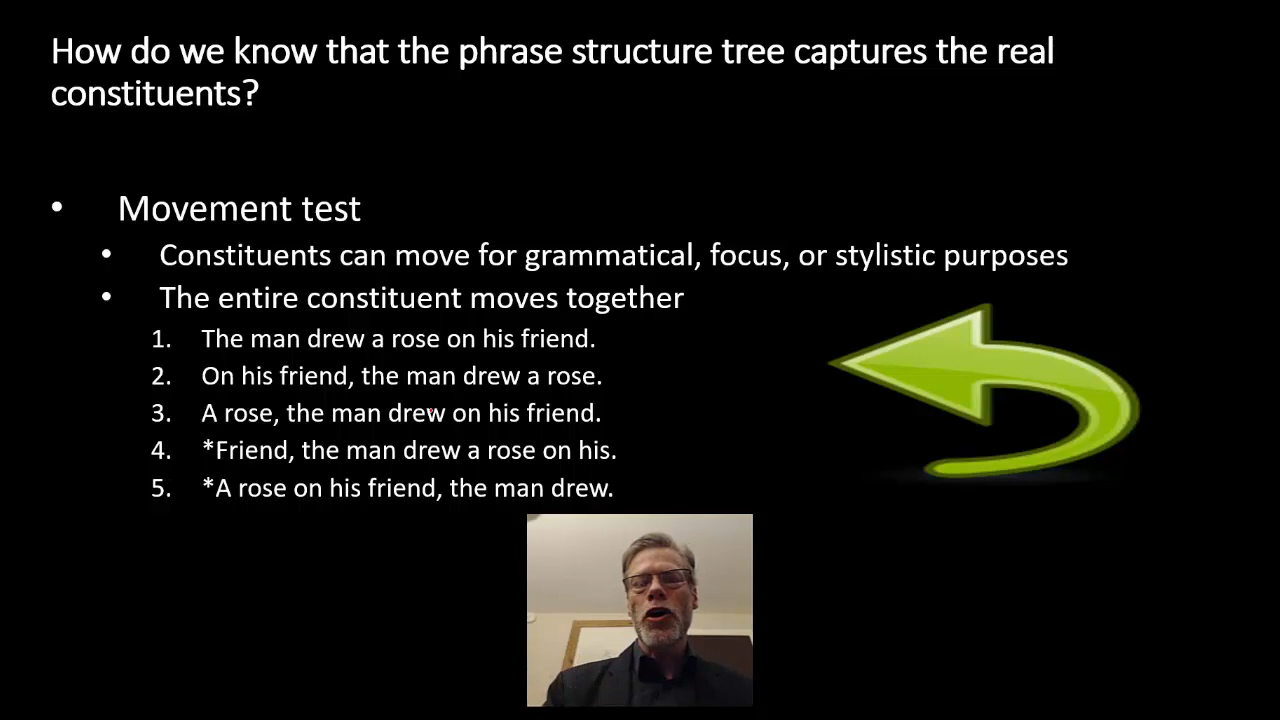 How do we know that the phrase structure tree captures the real
constituents?
• Movement test
• Constituents can move for grammatical, focus, or stylistic purposes
• The entire constituent moves together
1. The man drew a rose on his friend.
2. On his friend, the man drew a rose.
3. A rose, the man drew on his friend.
4. *Friend, the man drew a rose on his.
5. *A rose on his friend, the man drew.